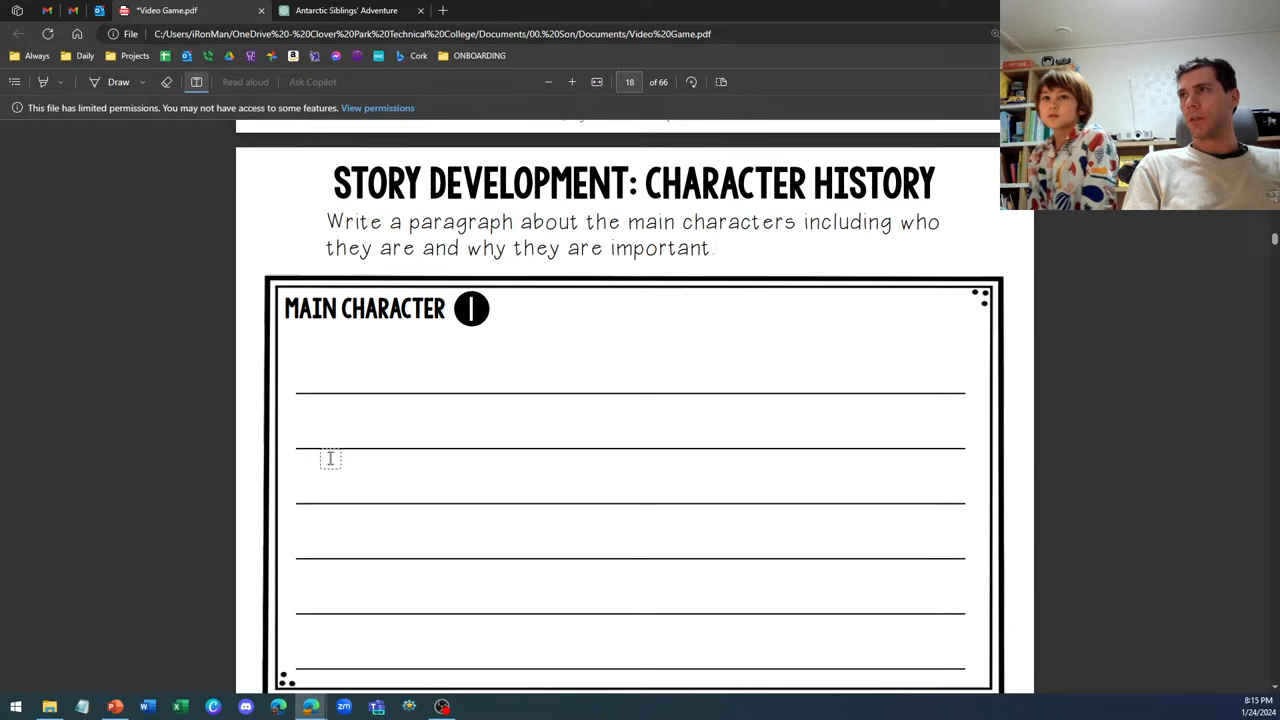 *Video Game.pdf
Antarctic Siblings' Adventure
File
C:/Users/iRonMan/OneDrive%20-%20Clover%20Park%20Technical%20College/Documents/00.%20Son/Documents/Video%20Game.pdf
Always
Daily
Projects
Cork
ONBOARDING
Draw
Read aloud
Ask Copilot
18
of 66
This file has limited permissions. You may not have access to some features. View permissions
STORY DEVELOPMENT: CHARACTER HISTORY
Write a paragraph about the main characters including who
they are and why they are important.
MAIN CHARACTER 1
8:15 PM
1/24/2024